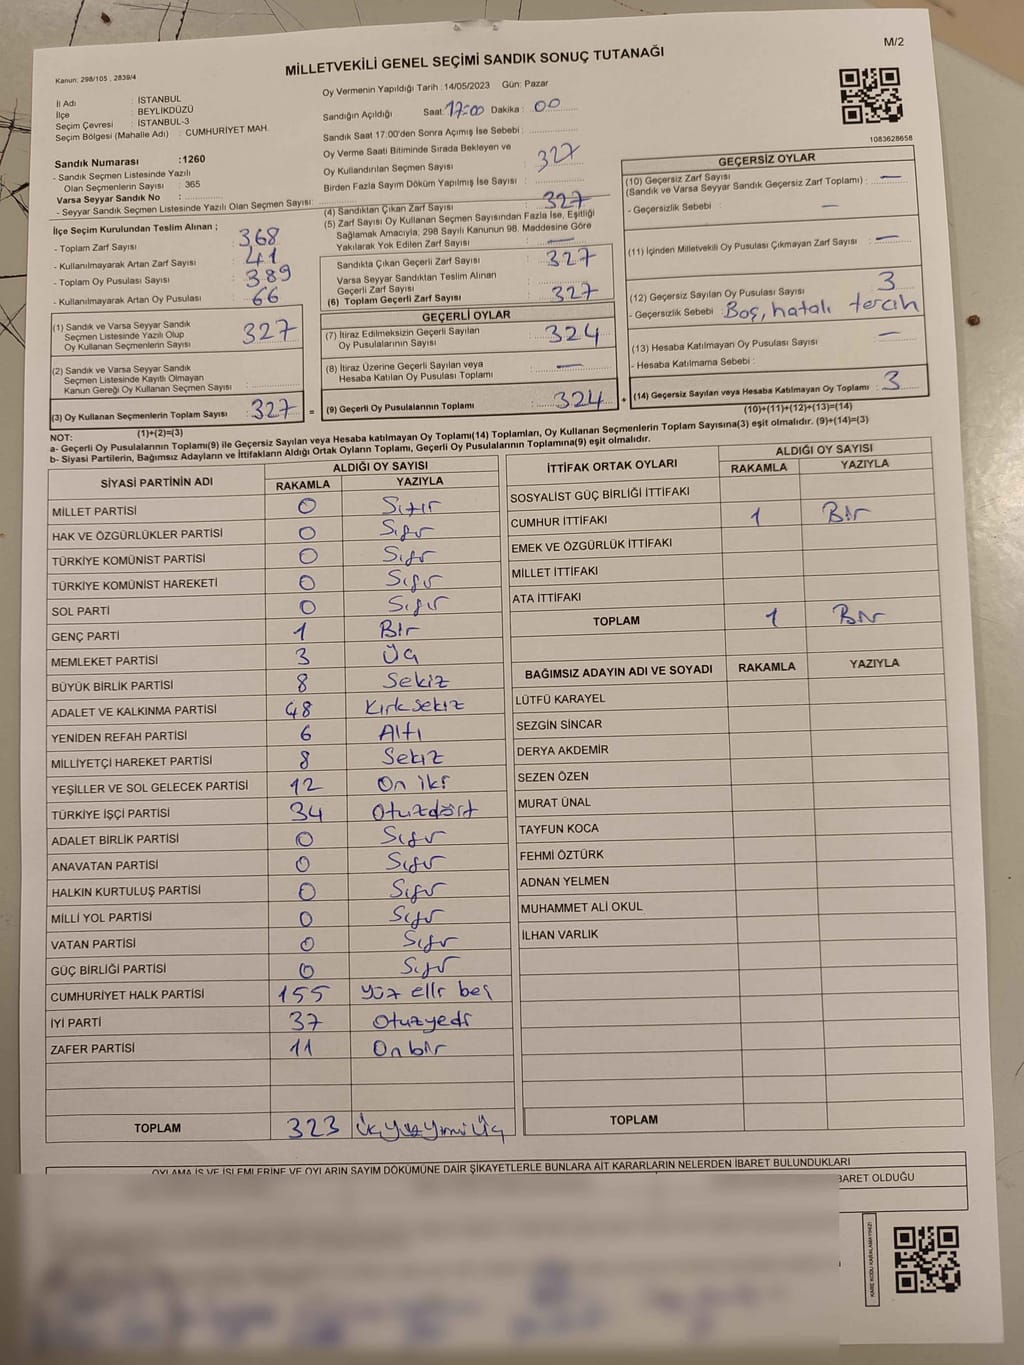 M/2
Kanun: 298/105 , 2839/4
MİLLETVEKİLİ GENEL SEÇİMİ SANDIK SONUÇ TUTANAĞI
İl Adı : İSTANBUL
İlçe : BEYLİKDÜZÜ
Seçim Çevresi : İSTANBUL-3
Seçim Bölgesi (Mahalle Adı) : CUMHURİYET MAH.
Sandık Numarası :1260
- Sandık Seçmen Listesinde Yazılı
Olan Seçmenlerin Sayısı : 365
Varsa Seyyar Sandık No :
- Seyyar Sandık Seçmen Listesinde Yazılı Olan Seçmen Sayısı:
İlçe Seçim Kurulundan Teslim Alınan ;
- Toplam Zarf Sayısı : 368
- Kullanılmayarak Artan Zarf Sayısı : 41
- Toplam Oy Pusulası Sayısı : 389
- Kullanılmayarak Artan Oy Pusulası : 66
(1) Sandık ve Varsa Seyyar Sandık
Seçmen Listesinde Yazılı Olup
Oy Kullanan Seçmenlerin Sayısı : 327
(2) Sandık ve Varsa Seyyar Sandık
Seçmen Listesinde Kayıtlı Olmayan
Kanun Gereği Oy Kullanan Seçmen Sayısı :
(3) Oy Kullanan Seçmenlerin Toplam Sayısı : 327 =
(1)+(2)=(3)
Oy Vermenin Yapıldığı Tarih :14/05/2023 Gün: Pazar
Sandığın Açıldığı Saat: 17:00 Dakika : 00
Sandık Saat 17:00'den Sonra Açımış İse Sebebi :
Oy Verme Saati Bitiminde Sırada Bekleyen ve
Oy Kullandırılan Seçmen Sayısı : 327
Birden Fazla Sayım Döküm Yapılmış İse Sayısı :
(4) Sandıktan Çıkan Zarf Sayısı : 327
(5) Zarf Sayısı Oy Kullanan Seçmen Sayısından Fazla İse, Eşitliği
Sağlamak Amacıyla, 298 Sayılı Kanunun 98. Maddesine Göre
Yakılarak Yok Edilen Zarf Sayısı : —
Sandıkta Çıkan Geçerli Zarf Sayısı : 327
Varsa Seyyar Sandıktan Teslim Alınan
Geçerli Zarf Sayısı :
(6) Toplam Geçerli Zarf Sayısı : 327
GEÇERLİ OYLAR
(7) İtiraz Edilmeksizin Geçerli Sayılan
Oy Pusulalarının Sayısı : 324
(8) İtiraz Üzerine Geçerli Sayılan veya
Hesaba Katılan Oy Pusulası Toplamı : —
(9) Geçerli Oy Pusulalarının Toplamı : 324 +
1083628658
GEÇERSİZ OYLAR
(10) Geçersiz Zarf Sayısı
(Sandık ve Varsa Seyyar Sandık Geçersiz Zarf Toplamı) : —
- Geçersizlik Sebebi : —
(11) İçinden Milletvekili Oy Pusulası Çıkmayan Zarf Sayısı : —
(12) Geçersiz Sayılan Oy Pusulası Sayısı : 3
- Geçersizlik Sebebi : Boş, hatalı tercih
(13) Hesaba Katılmayan Oy Pusulası Sayısı : —
- Hesaba Katılmama Sebebi :
(14) Geçersiz Sayılan veya Hesaba Katılmayan Oy Toplamı : 3
(10)+(11)+(12)+(13)=(14)
NOT:
a- Geçerli Oy Pusulalarının Toplamı(9) ile Geçersiz Sayılan veya Hesaba katılmayan Oy Toplamı(14) Toplamları, Oy Kullanan Seçmenlerin Toplam Sayısına(3) eşit olmalıdır. (9)+(14)=(3)
b- Siyasi Partilerin, Bağımsız Adayların ve İttifakların Aldığı Ortak Oyların Toplamı, Geçerli Oy Pusulalarının Toplamına(9) eşit olmalıdır.
SİYASİ PARTİNİN ADI ALDIĞI OY SAYISI
RAKAMLA YAZIYLA
MİLLET PARTİSİ 0 Sıfır
HAK VE ÖZGÜRLÜKLER PARTİSİ 0 Sıfır
TÜRKİYE KOMÜNİST PARTİSİ 0 Sıfır
TÜRKİYE KOMÜNİST HAREKETİ 0 Sıfır
SOL PARTİ 0 Sıfır
GENÇ PARTİ 1 Bir
MEMLEKET PARTİSİ 3 Üç
BÜYÜK BİRLİK PARTİSİ 8 Sekiz
ADALET VE KALKINMA PARTİSİ 48 Kırksekiz
YENİDEN REFAH PARTİSİ 6 Altı
MİLLİYETÇİ HAREKET PARTİSİ 8 Sekiz
YEŞİLLER VE SOL GELECEK PARTİSİ 12 On iki
TÜRKİYE İŞÇİ PARTİSİ 34 Otuzdört
ADALET BİRLİK PARTİSİ 0 Sıfır
ANAVATAN PARTİSİ 0 Sıfır
HALKIN KURTULUŞ PARTİSİ 0 Sıfır
MİLLİ YOL PARTİSİ 0 Sıfır
VATAN PARTİSİ 0 Sıfır
GÜÇ BİRLİĞİ PARTİSİ 0 Sıfır
CUMHURİYET HALK PARTİSİ 155 Yüz elli beş
İYİ PARTİ 37 Otuzyedi
ZAFER PARTİSİ 11 Onbir
TOPLAM 323 Üçyüzyirmi Üç
İTTİFAK ORTAK OYLARI ALDIĞI OY SAYISI
RAKAMLA YAZIYLA
SOSYALİST GÜÇ BİRLİĞİ İTTİFAKI
CUMHUR İTTİFAKI 1 Bir
EMEK VE ÖZGÜRLÜK İTTİFAKI
MİLLET İTTİFAKI
ATA İTTİFAKI
TOPLAM 1 Bir
BAĞIMSIZ ADAYIN ADI VE SOYADI RAKAMLA YAZIYLA
LÜTFÜ KARAYEL
SEZGİN SİNCAR
DERYA AKDEMİR
SEZEN ÖZEN
MURAT ÜNAL
TAYFUN KOCA
FEHMİ ÖZTÜRK
ADNAN YELMEN
MUHAMMET ALİ OKUL
İLHAN VARLIK
TOPLAM
OYLAMA İŞ VE İŞLEMLERİNE VE OYLARIN SAYIM DÖKÜMÜNE DAİR ŞİKAYETLERLE BUNLARA AİT KARARLARIN NELERDEN İBARET BULUNDUKLARI
BARET OLDUĞU
KARE KODU KARALAMAYINIZ!